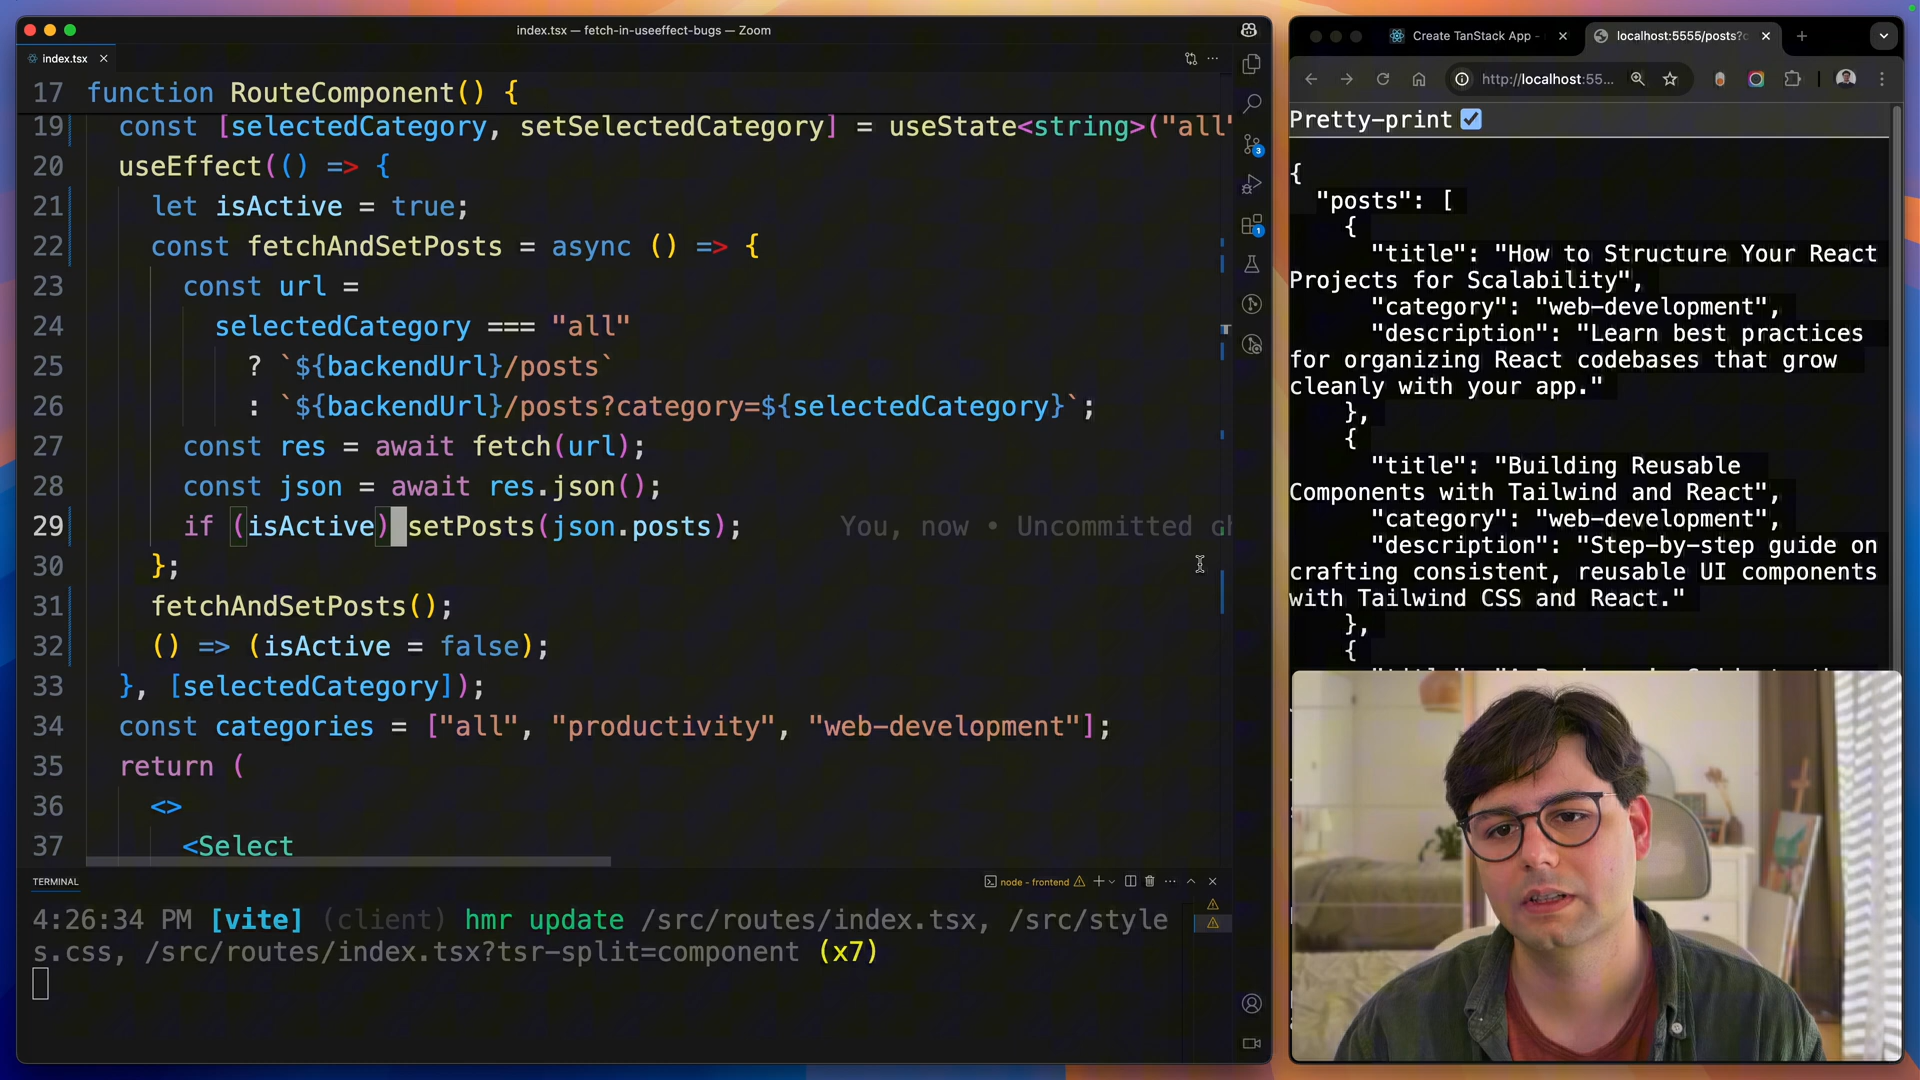 index.tsx — fetch-in-useeffect-bugs — Zoom
index.tsx
17 function RouteComponent() {
19 const [selectedCategory, setSelectedCategory] = useState<string>("all"
20 useEffect(() => {
21 let isActive = true;
22 const fetchAndSetPosts = async () => {
23 const url =
24 selectedCategory === "all"
25 ? `${backendUrl}/posts`
26 : `${backendUrl}/posts?category=${selectedCategory}`;
27 const res = await fetch(url);
28 const json = await res.json();
29 if (isActive) setPosts(json.posts); You, now • Uncommitted ch
30 };
31 fetchAndSetPosts();
32 () => (isActive = false);
33 }, [selectedCategory]);
34 const categories = ["all", "productivity", "web-development"];
35 return (
36 <>
37 <Select
3
1
TERMINAL
node - frontend
4:26:34 PM [vite] (client) hmr update /src/routes/index.tsx, /src/style
s.css, /src/routes/index.tsx?tsr-split=component (x7)
Create TanStack App -
localhost:5555/posts?c
http://localhost:55...
Pretty-print
{
"posts": [
{
"title": "How to Structure Your React
Projects for Scalability",
"category": "web-development",
"description": "Learn best practices
for organizing React codebases that grow
cleanly with your app."
},
{
"title": "Building Reusable
Components with Tailwind and React",
"category": "web-development",
"description": "Step-by-step guide on
crafting consistent, reusable UI components
with Tailwind CSS and React."
},
{